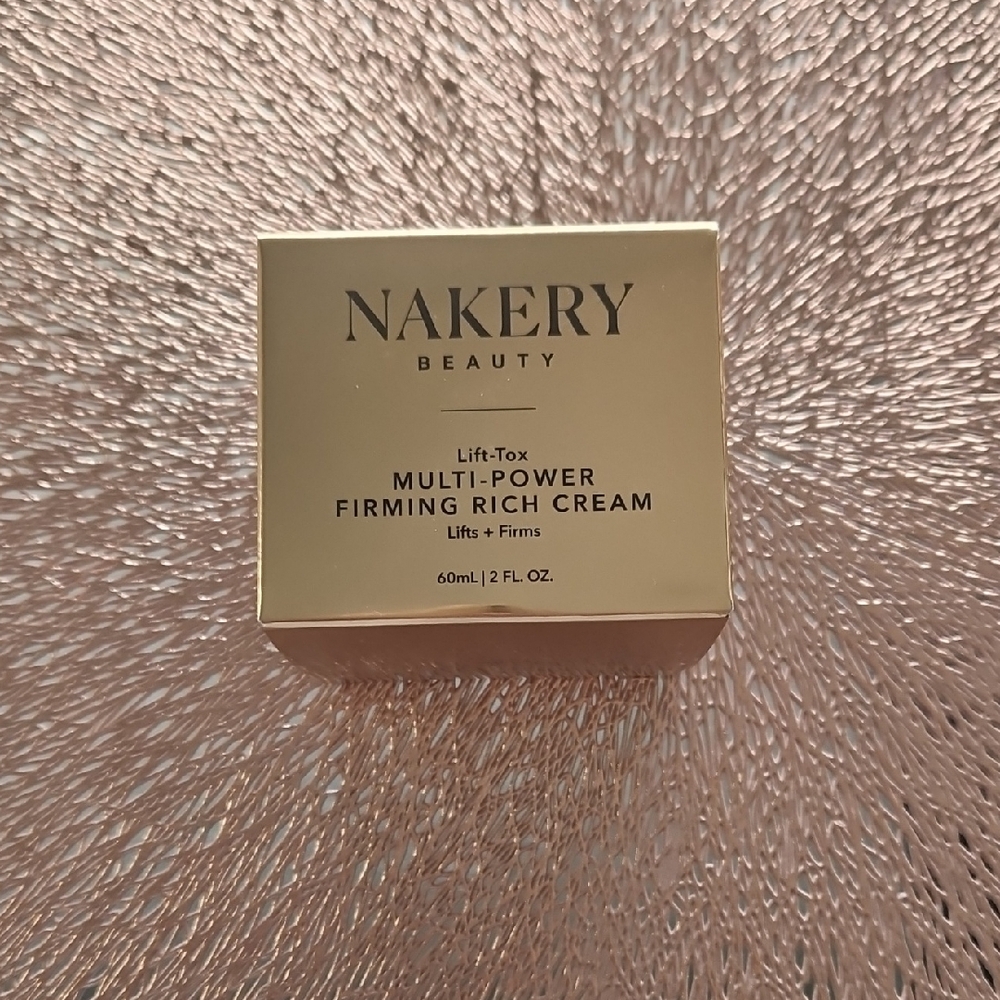 NAKERY
BEAUTY
Lift-Tox
MULTI-POWER
FIRMING RICH CREAM
Lifts + Firms
60mL | 2 FL. OZ.